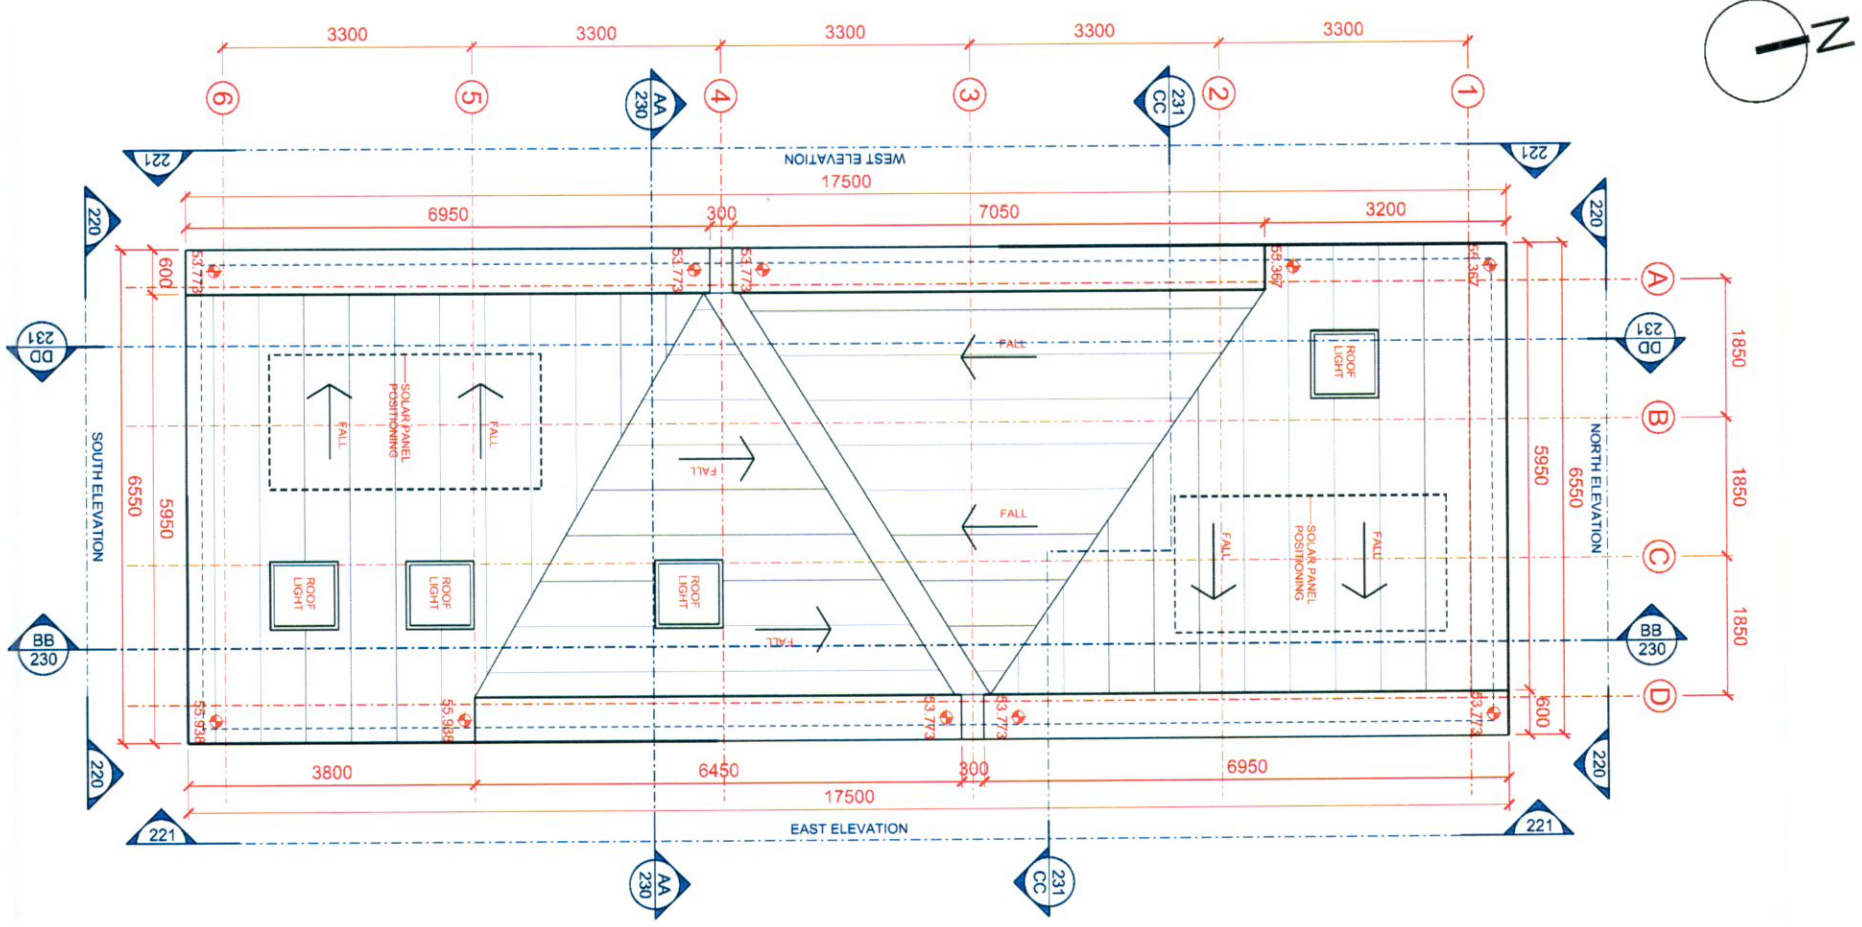 3300 3300 3300 3300 3300
N
6 5 4 3 2 1
AA
230
231
CC
221
WEST ELEVATION
221
17500
6950 300 7050 3200
220
220
600
53.773 53.773 53.773 55.367 55.367
A
231
DD
FALL
ROOF
LIGHT
231
DD
1850
SOLAR PANEL
POSITIONING
FALL
FALL
B
SOUTH ELEVATION
6550
5950
FALL
FALL
FALL
SOLAR PANEL
POSITIONING
FALL
5950
6550
NORTH ELEVATION
1850
C
ROOF
LIGHT
ROOF
LIGHT
ROOF
LIGHT
FALL
BB
230
BB
230
1850
D
55.938 55.938 53.773 53.773 53.773
600
220
220
3800 6450 300 6950
17500
221
EAST ELEVATION
221
AA
230
231
CC